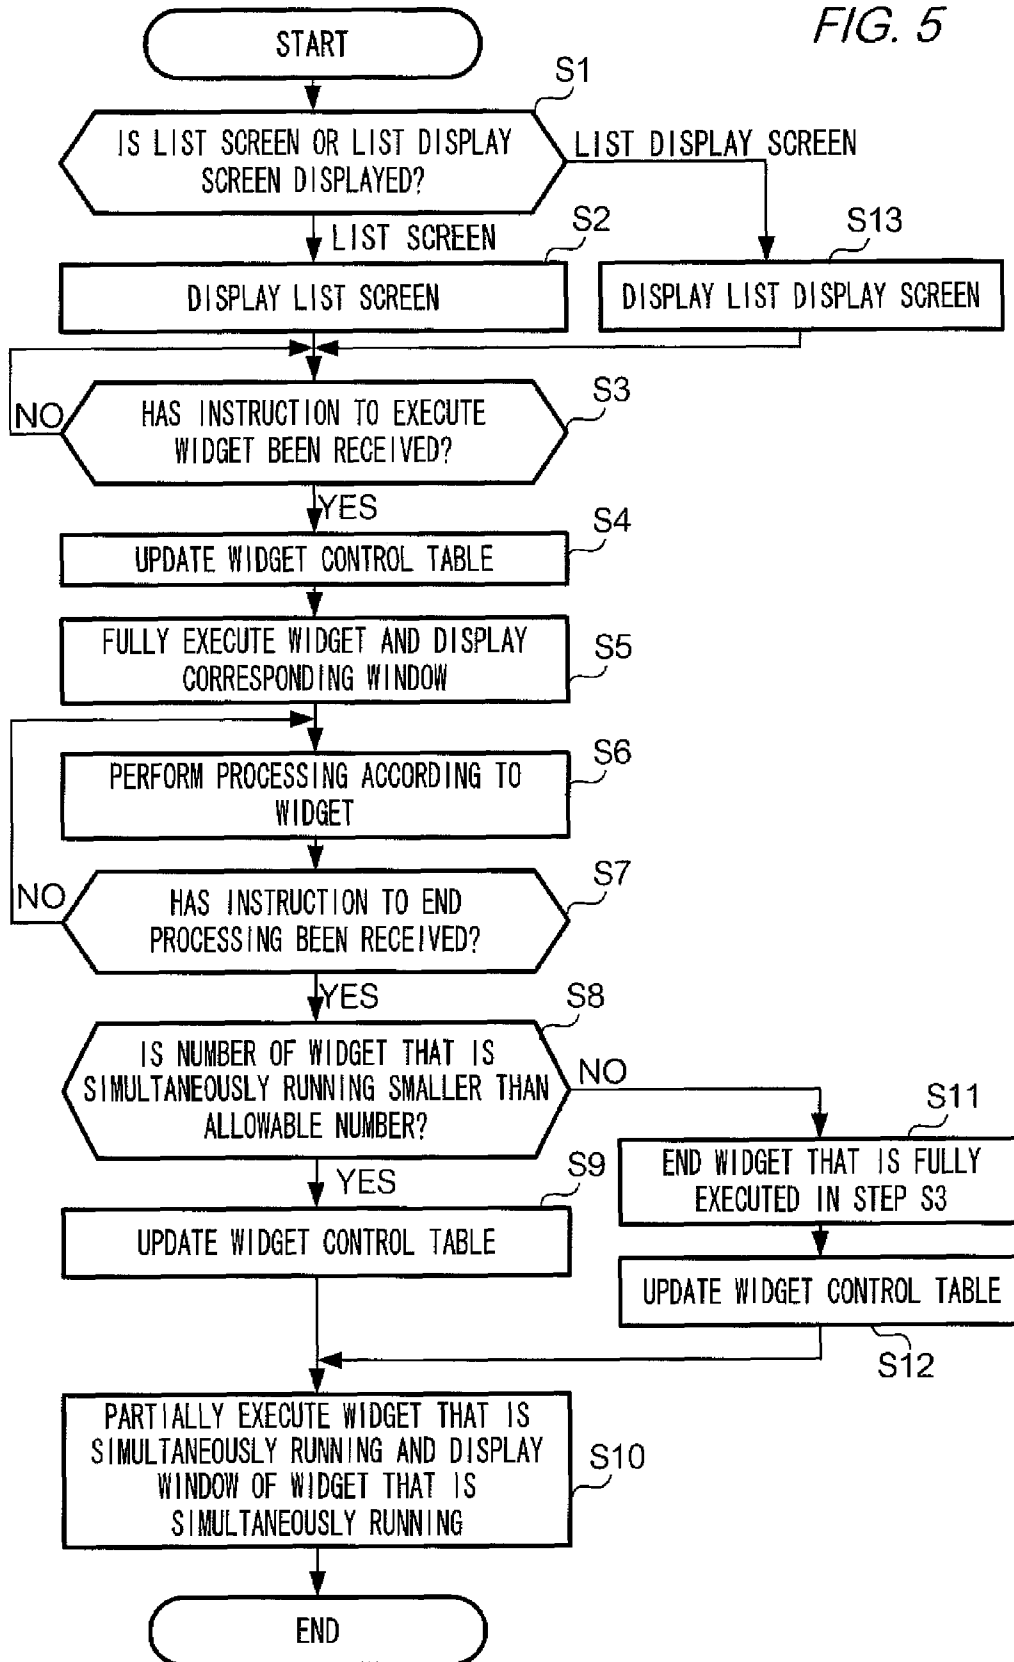 FIG. 5
START
S1
IS LIST SCREEN OR LIST DISPLAY
SCREEN DISPLAYED?
LIST DISPLAY SCREEN
LIST SCREEN
S2
DISPLAY LIST SCREEN
S13
DISPLAY LIST DISPLAY SCREEN
S3
HAS INSTRUCTION TO EXECUTE
WIDGET BEEN RECEIVED?
NO
YES
S4
UPDATE WIDGET CONTROL TABLE
S5
FULLY EXECUTE WIDGET AND DISPLAY
CORRESPONDING WINDOW
S6
PERFORM PROCESSING ACCORDING TO
WIDGET
S7
HAS INSTRUCTION TO END
PROCESSING BEEN RECEIVED?
NO
YES
S8
IS NUMBER OF WIDGET THAT IS
SIMULTANEOUSLY RUNNING SMALLER THAN
ALLOWABLE NUMBER?
NO
YES
S9
UPDATE WIDGET CONTROL TABLE
S11
END WIDGET THAT IS FULLY
EXECUTED IN STEP S3
UPDATE WIDGET CONTROL TABLE
S12
PARTIALLY EXECUTE WIDGET THAT IS
SIMULTANEOUSLY RUNNING AND DISPLAY
WINDOW OF WIDGET THAT IS
SIMULTANEOUSLY RUNNING
S10
END